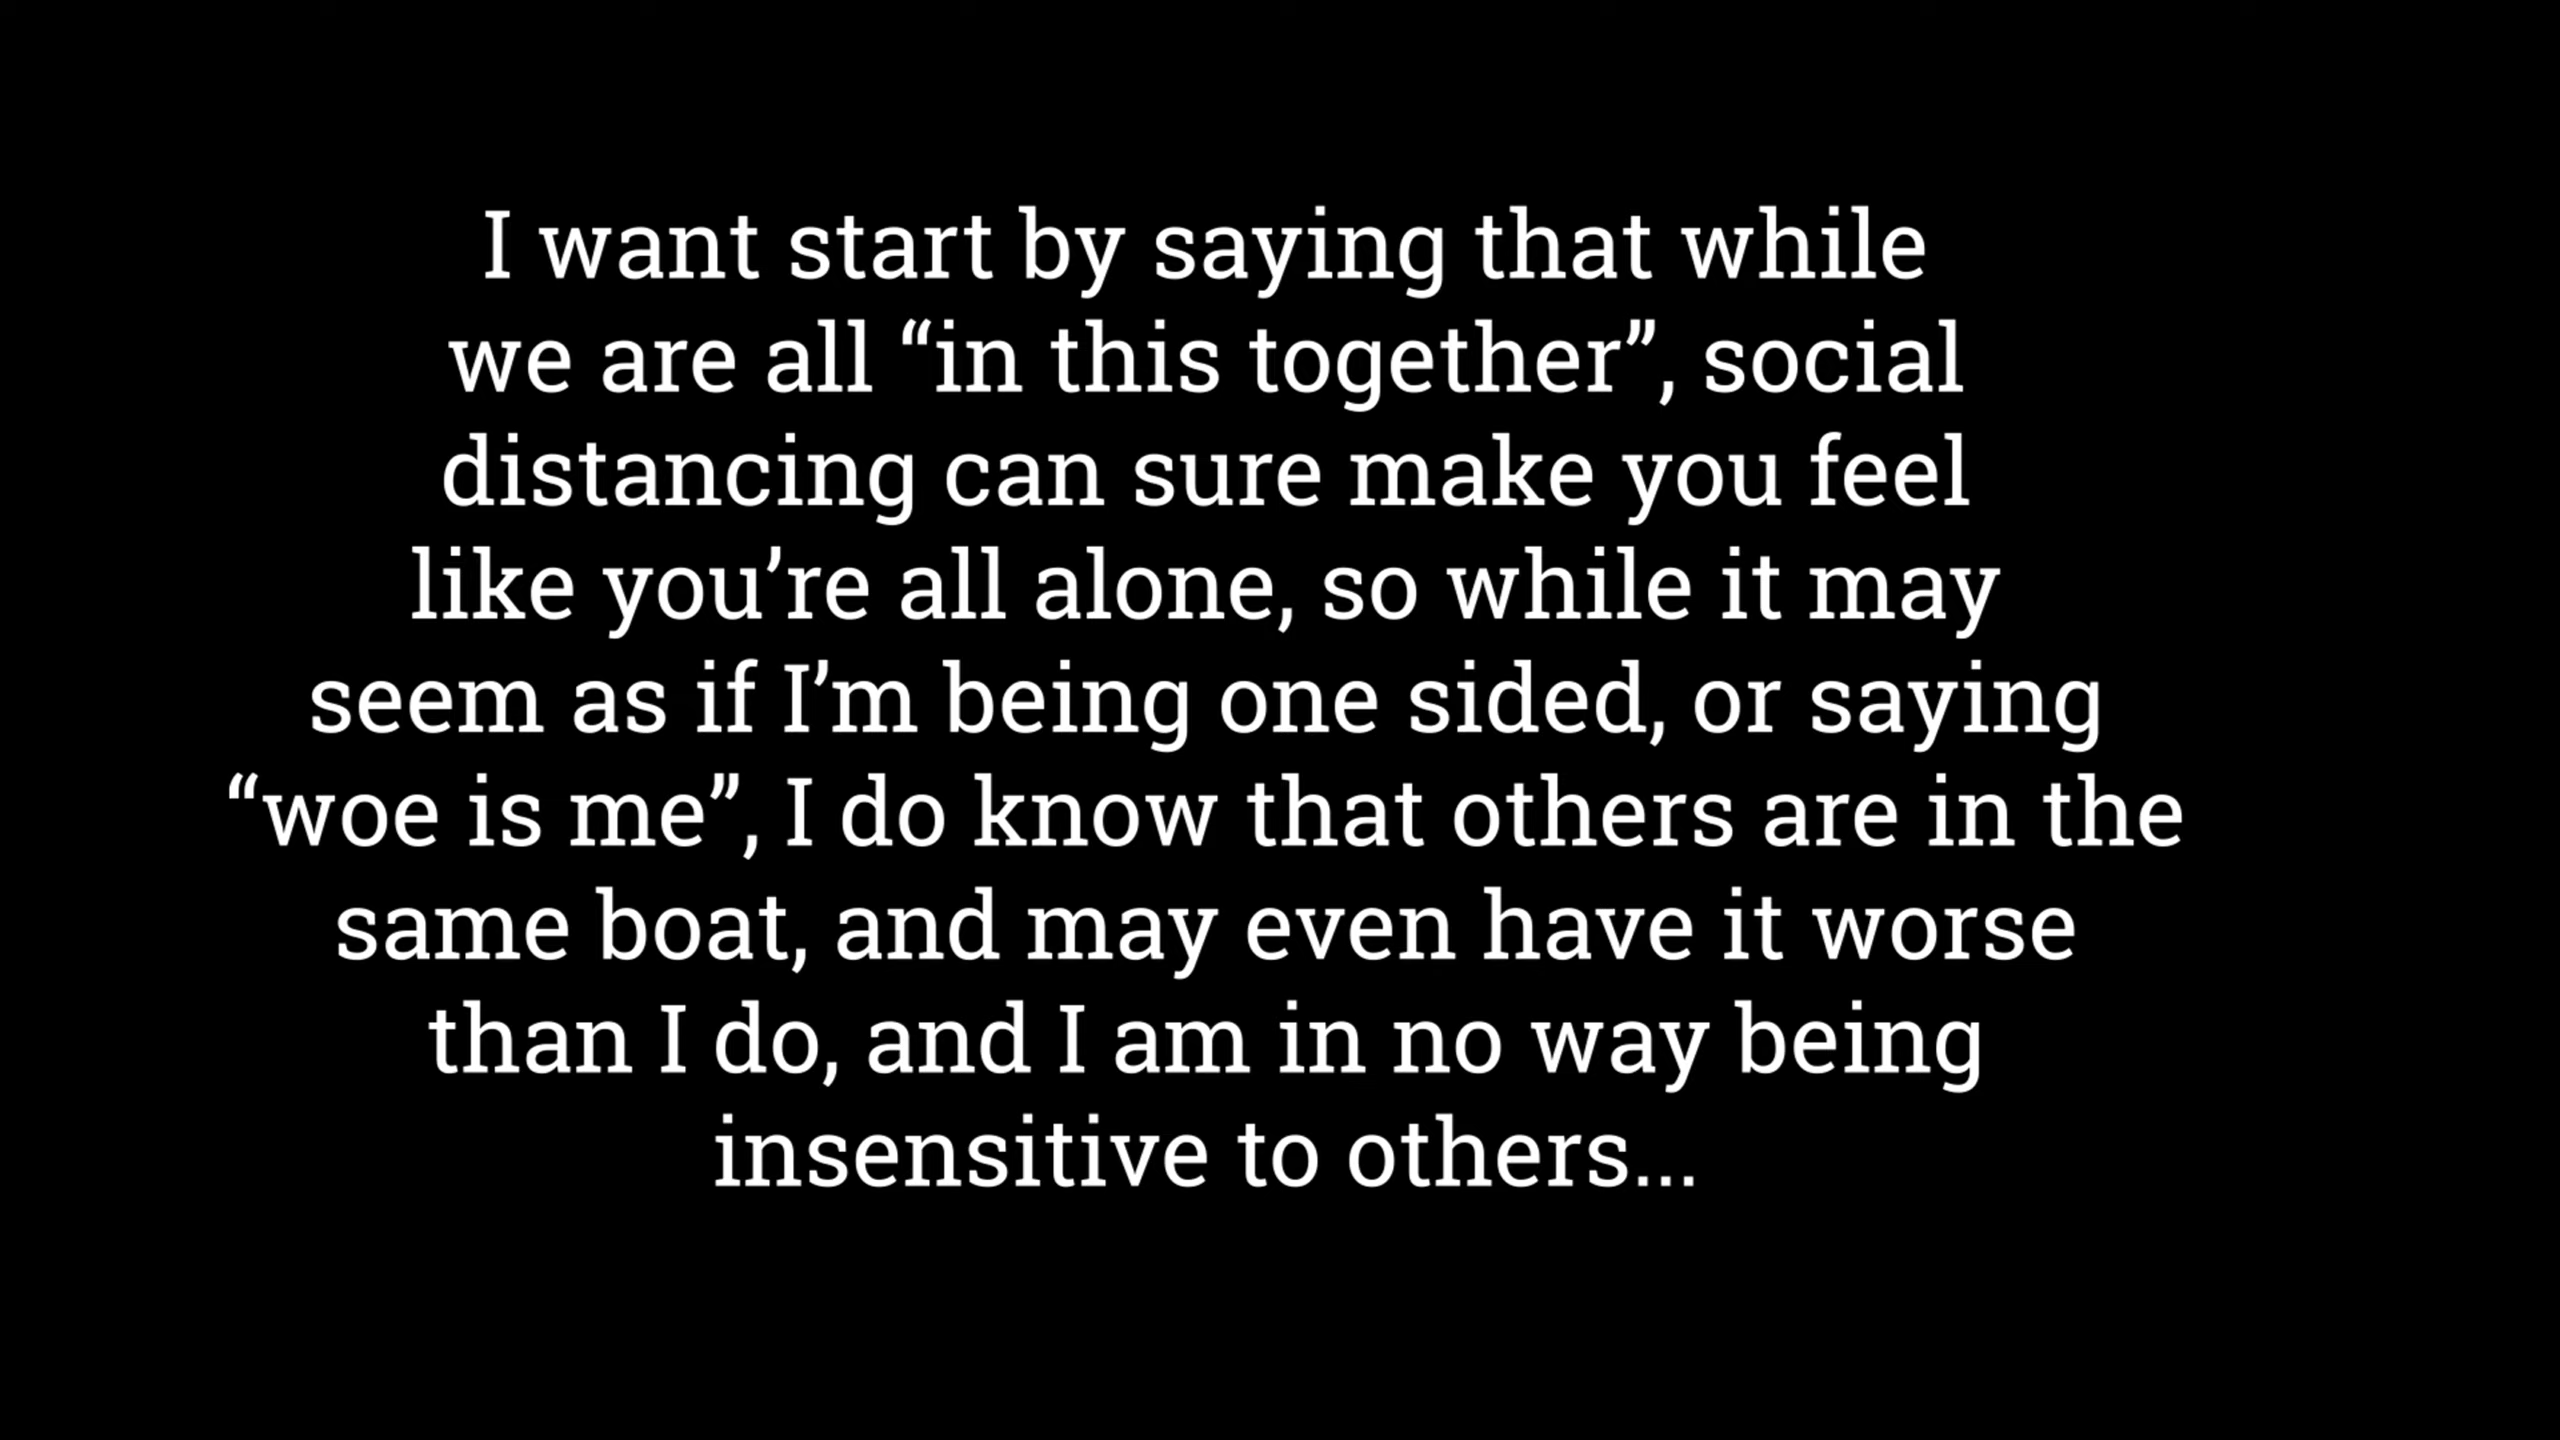 I want start by saying that while
we are all “in this together”, social
distancing can sure make you feel
like you’re all alone, so while it may
seem as if I’m being one sided, or saying
“woe is me”, I do know that others are in the
same boat, and may even have it worse
than I do, and I am in no way being
insensitive to others...